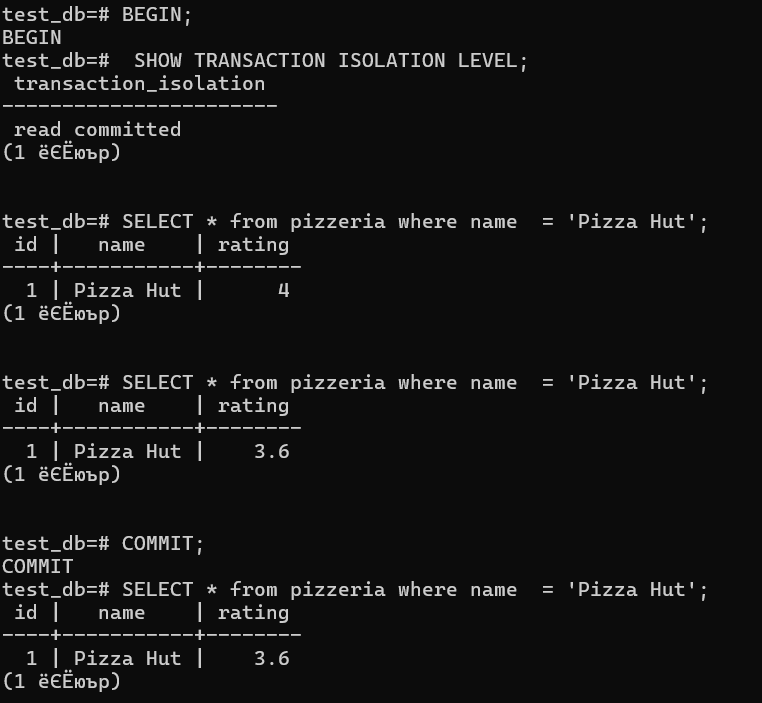 test_db=# BEGIN;
BEGIN
test_db=#  SHOW TRANSACTION ISOLATION LEVEL;
 transaction_isolation
-----------------------
 read committed
(1 ёЄЁюър)
test_db=# SELECT * from pizzeria where name  = 'Pizza Hut';
 id |   name    | rating
----+-----------+--------
  1 | Pizza Hut |      4
(1 ёЄЁюър)
test_db=# SELECT * from pizzeria where name  = 'Pizza Hut';
 id |   name    | rating
----+-----------+--------
  1 | Pizza Hut |    3.6
(1 ёЄЁюър)
test_db=# COMMIT;
COMMIT
test_db=# SELECT * from pizzeria where name  = 'Pizza Hut';
 id |   name    | rating
----+-----------+--------
  1 | Pizza Hut |    3.6
(1 ёЄЁюър)